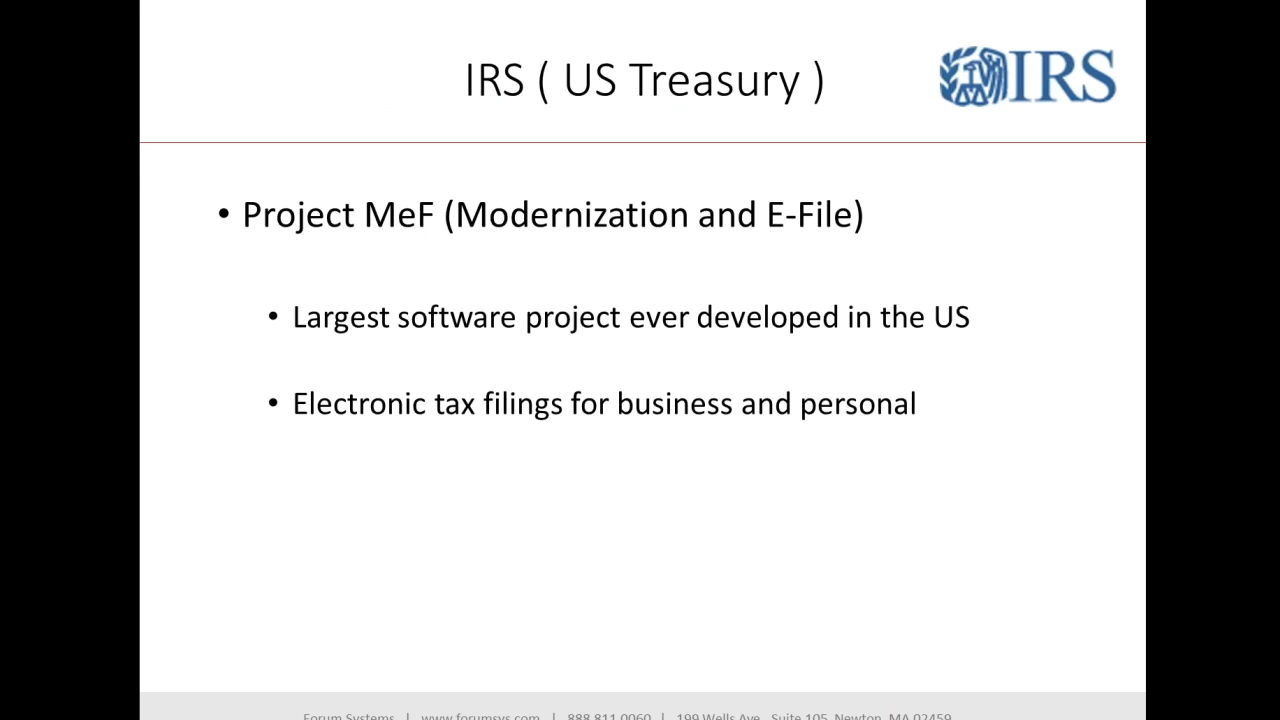 IRS ( US Treasury )
IRS
• Project MeF (Modernization and E-File)
• Largest software project ever developed in the US
• Electronic tax filings for business and personal
Forum Systems | www.forumsys.com | 888.811.0060 | 199 Wells Ave, Suite 105, Newton, MA 02459